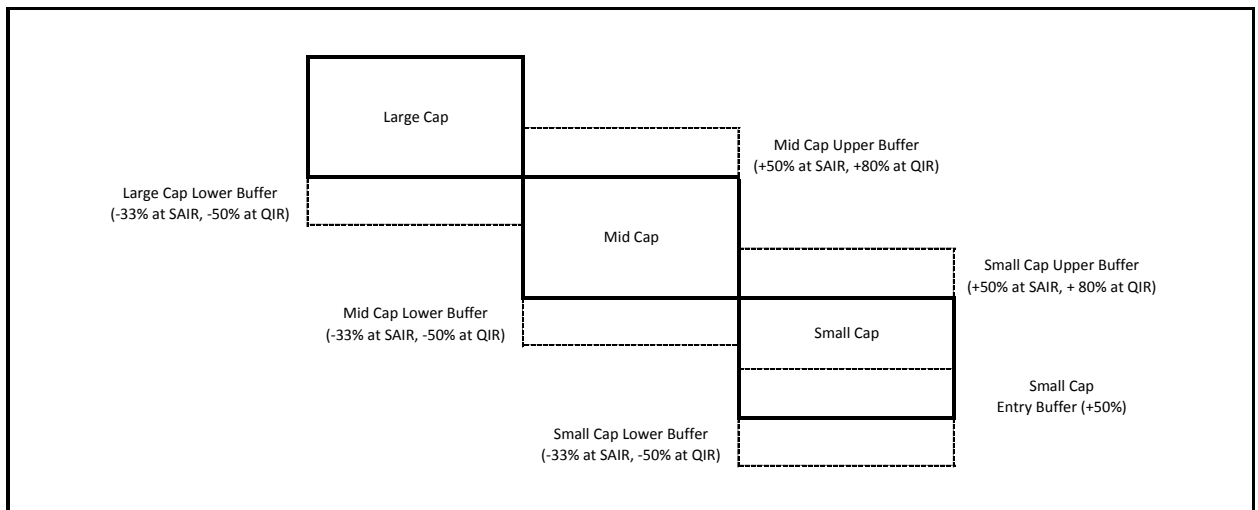 Large Cap
Mid Cap Upper Buffer
(+50% at SAIR, +80% at QIR)
Large Cap Lower Buffer
(-33% at SAIR, -50% at QIR)
Mid Cap
Small Cap Upper Buffer
(+50% at SAIR, + 80% at QIR)
Mid Cap Lower Buffer
(-33% at SAIR, -50% at QIR)
Small Cap
Small Cap
Entry Buffer (+50%)
Small Cap Lower Buffer
(-33% at SAIR, -50% at QIR)